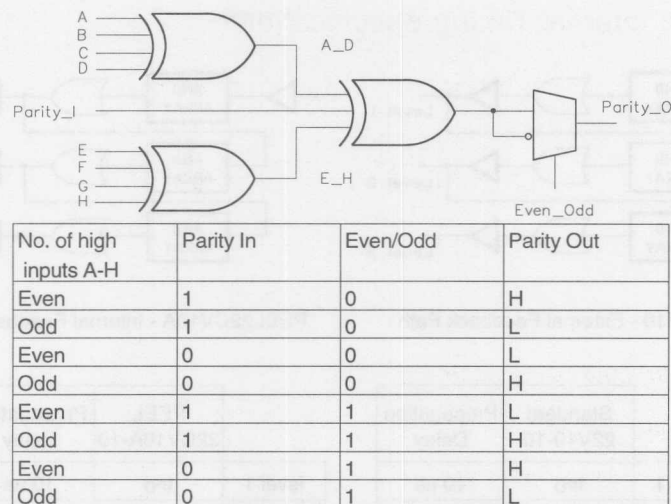 A
B
C
D
A_D
Parity_I
Parity_O
E
F
G
H
E_H
Even_Odd
No. of high inputs A-H Parity In Even/Odd Parity Out
Even 1 0 H
Odd 1 0 L
Even 0 0 L
Odd 0 0 H
Even 1 1 L
Odd 0 1 H
Even 0 1 H
Odd 0 1 L